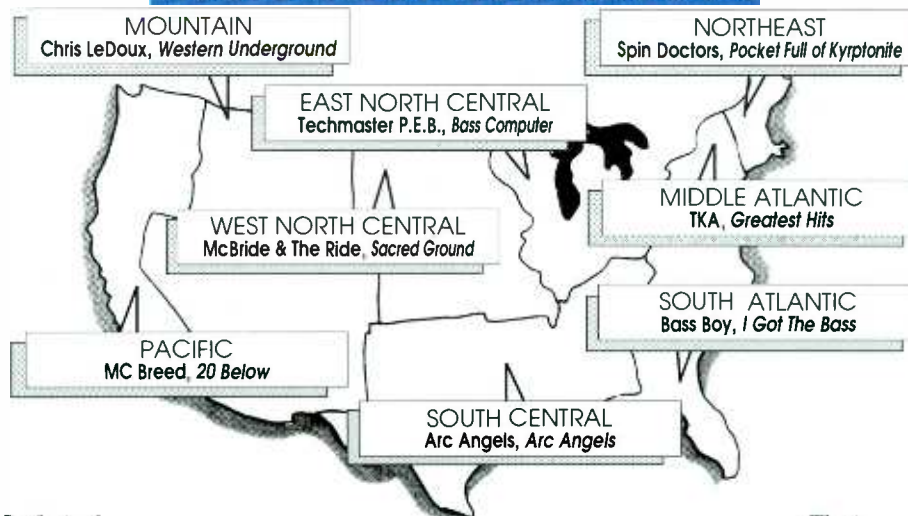 MOUNTAIN
Chris LeDoux, Western Underground
NORTHEAST
Spin Doctors, Pocket Full of Kyrptonite
EAST NORTH CENTRAL
Techmaster P.E.B., Bass Computer
MIDDLE ATLANTIC
TKA, Greatest Hits
WEST NORTH CENTRAL
McBride & The Ride, Sacred Ground
SOUTH ATLANTIC
Bass Boy, I Got The Bass
PACIFIC
MC Breed, 20 Below
SOUTH CENTRAL
Arc Angels, Arc Angels